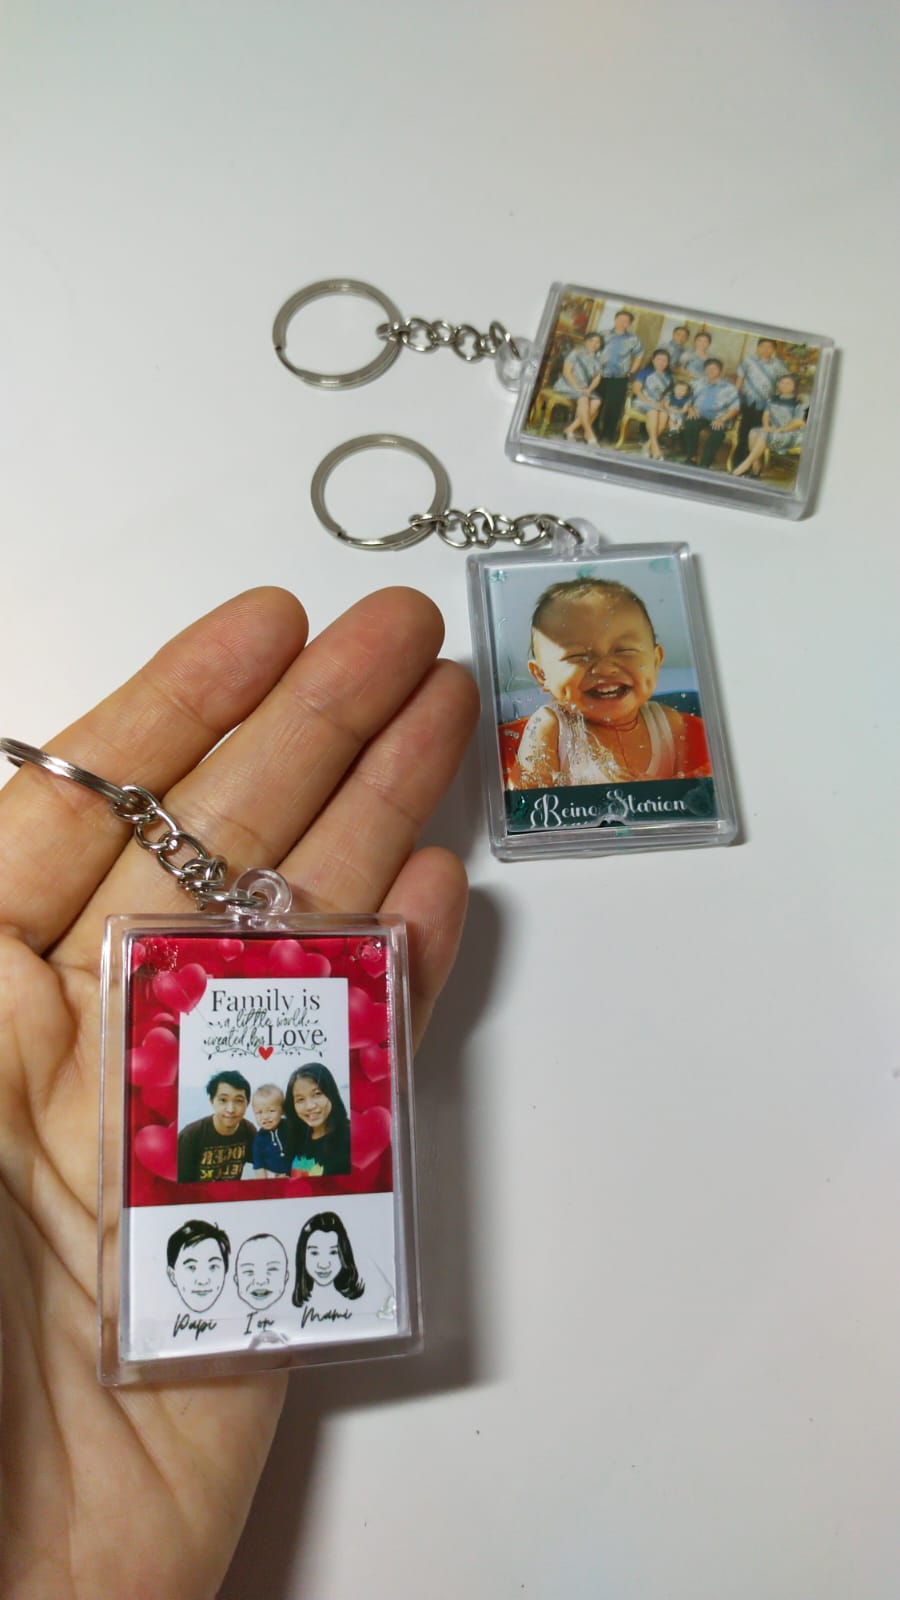 Reino Starion
Family is
a little world
created by Love
Papi Ion Mami